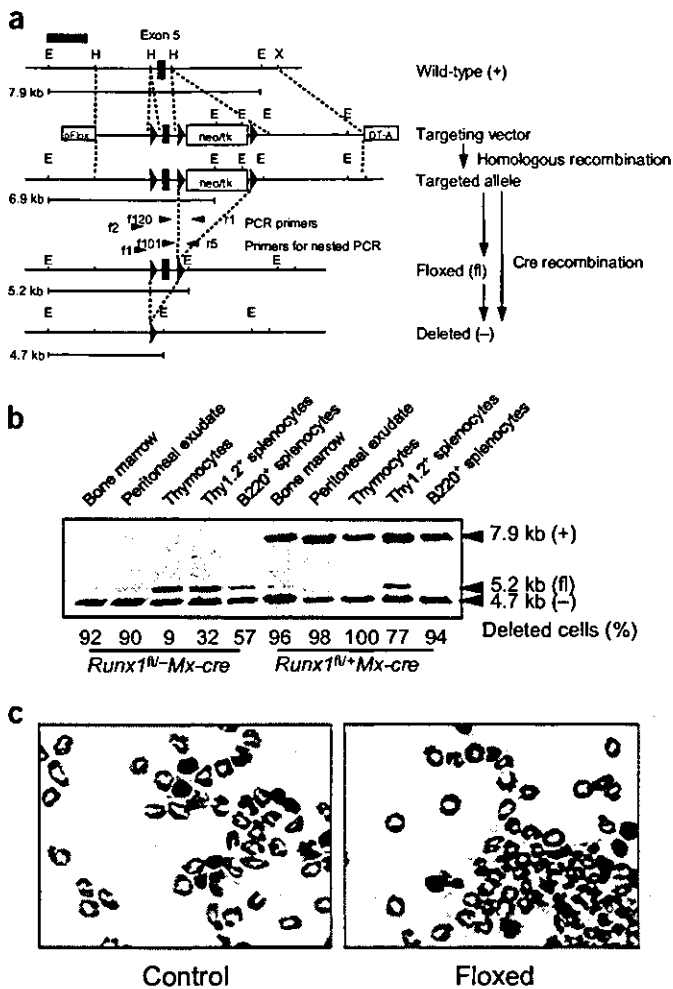 a
Exon 5
E H H H E X
Wild-type (+)
7.9 kb
E E E
pFlox neo/tk DT-A
Targeting vector
Homologous recombination
E E E E
neo/tk
Targeted allele
6.9 kb
f120 r1 PCR primers
f2
f101 r5 Primers for nested PCR
f1
Cre recombination
E E E
Floxed (fl)
5.2 kb
E E E E
Deleted (–)
4.7 kb
b
Bone marrow
Peritoneal exudate
Thymocytes
Thy1.2+ splenocytes
B220+ splenocytes
Bone marrow
Peritoneal exudate
Thymocytes
Thy1.2+ splenocytes
B220+ splenocytes
7.9 kb (+)
5.2 kb (fl)
4.7 kb (–)
92 90 9 32 57 96 98 100 77 94 Deleted cells (%)
Runx1fl/–Mx-cre Runx1fl/+Mx-cre
c
Control Floxed